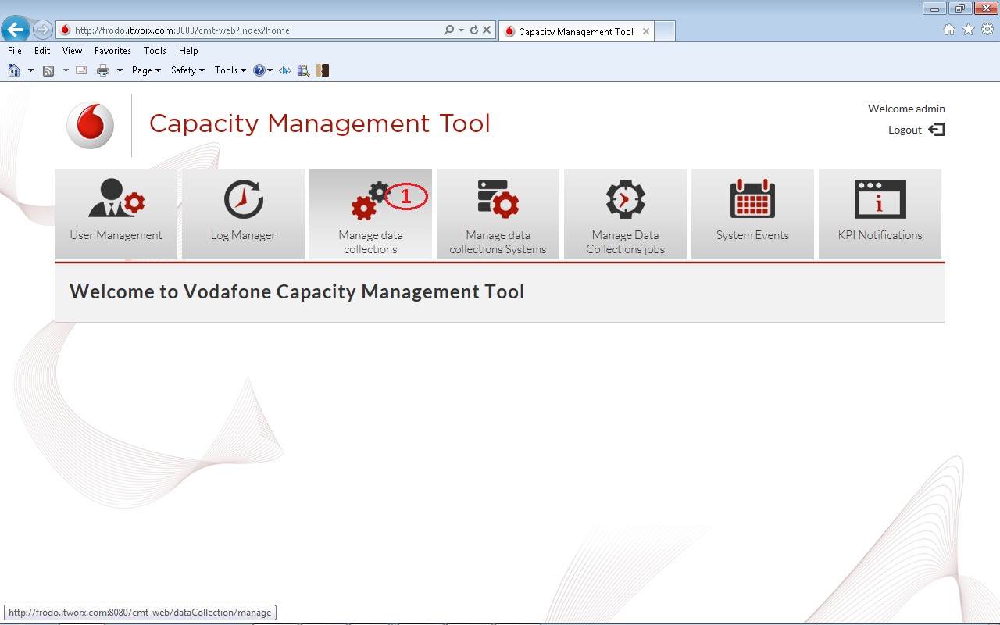 http://frodo.itworx.com:8080/cmt-web/index/home
Capacity Management Tool
File Edit View Favorites Tools Help
Page Safety Tools
Capacity Management Tool
Welcome admin
Logout
1
User Management
Log Manager
Manage data
collections
Manage data
collections Systems
Manage Data
Collections jobs
System Events
KPI Notifications
Welcome to Vodafone Capacity Management Tool
http://frodo.itworx.com:8080/cmt-web/dataCollection/manage